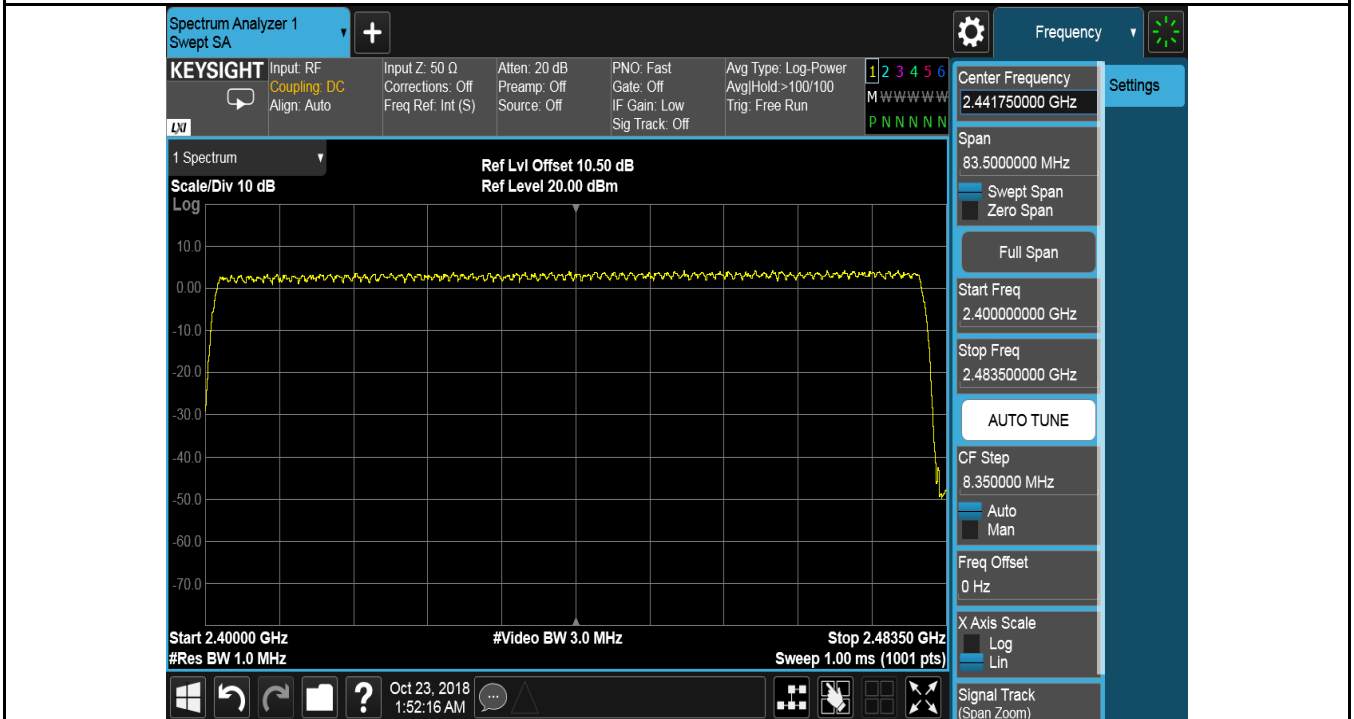 Spectrum Analyzer 1
Swept SA
+
Frequency
KEYSIGHT
LXI
Input: RF
Coupling: DC
Align: Auto
Input Z: 50 Ω
Corrections: Off
Freq Ref: Int (S)
Atten: 20 dB
Preamp: Off
Source: Off
PNO: Fast
Gate: Off
IF Gain: Low
Sig Track: Off
Avg Type: Log-Power
Avg|Hold:>100/100
Trig: Free Run
1 2 3 4 5 6
M W W W W W
P N N N N N
1 Spectrum
Scale/Div 10 dB
Ref Lvl Offset 10.50 dB
Ref Level 20.00 dBm
Log
10.0
0.00
-10.0
-20.0
-30.0
-40.0
-50.0
-60.0
-70.0
Start 2.40000 GHz
#Video BW 3.0 MHz
Stop 2.48350 GHz
#Res BW 1.0 MHz
Sweep 1.00 ms (1001 pts)
?
Oct 23, 2018
1:52:16 AM
Center Frequency
2.441750000 GHz
Settings
Span
83.5000000 MHz
Swept Span
Zero Span
Full Span
Start Freq
2.400000000 GHz
Stop Freq
2.483500000 GHz
AUTO TUNE
CF Step
8.350000 MHz
Auto
Man
Freq Offset
0 Hz
X Axis Scale
Log
Lin
Signal Track
(Span Zoom)